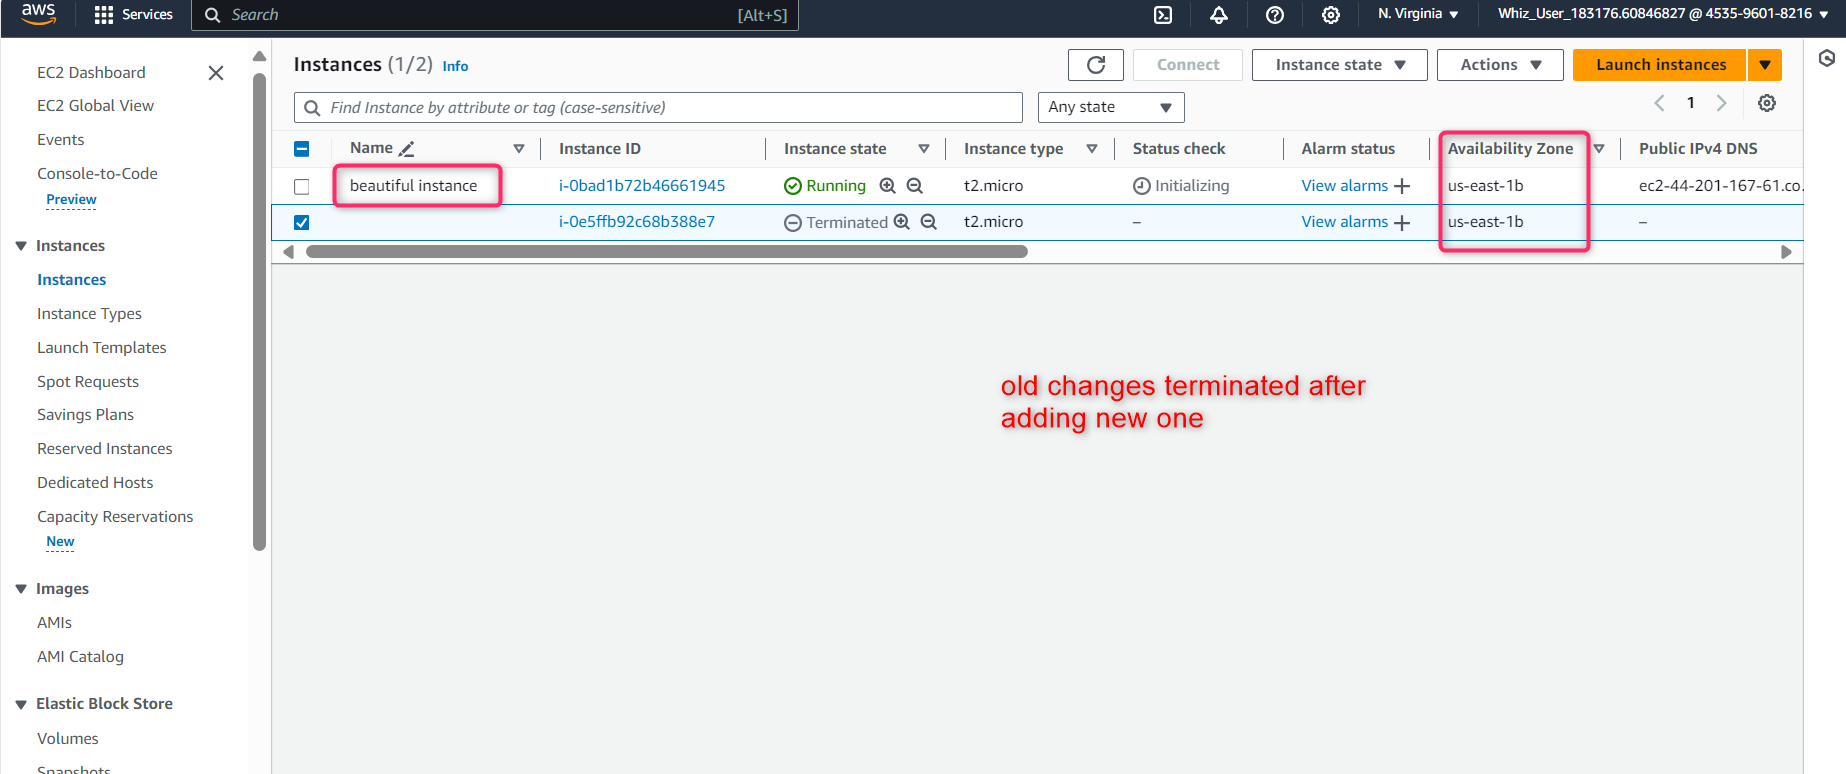 aws Services Search [Alt+S] N. Virginia Whiz_User_183176.60846827 @ 4535-9601-8216
EC2 Dashboard
EC2 Global View
Events
Console-to-Code
Preview
Instances
Instances
Instance Types
Launch Templates
Spot Requests
Savings Plans
Reserved Instances
Dedicated Hosts
Capacity Reservations
New
Images
AMIs
AMI Catalog
Elastic Block Store
Volumes
Snapshots
Instances (1/2) Info Connect Instance state Actions Launch instances
Find Instance by attribute or tag (case-sensitive) Any state 1
Name Instance ID Instance state Instance type Status check Alarm status Availability Zone Public IPv4 DNS
beautiful instance i-0bad1b72b46661945 Running t2.micro Initializing View alarms + us-east-1b ec2-44-201-167-61.co.
i-0e5ffb92c68b388e7 Terminated t2.micro – View alarms + us-east-1b –
old changes terminated after
adding new one